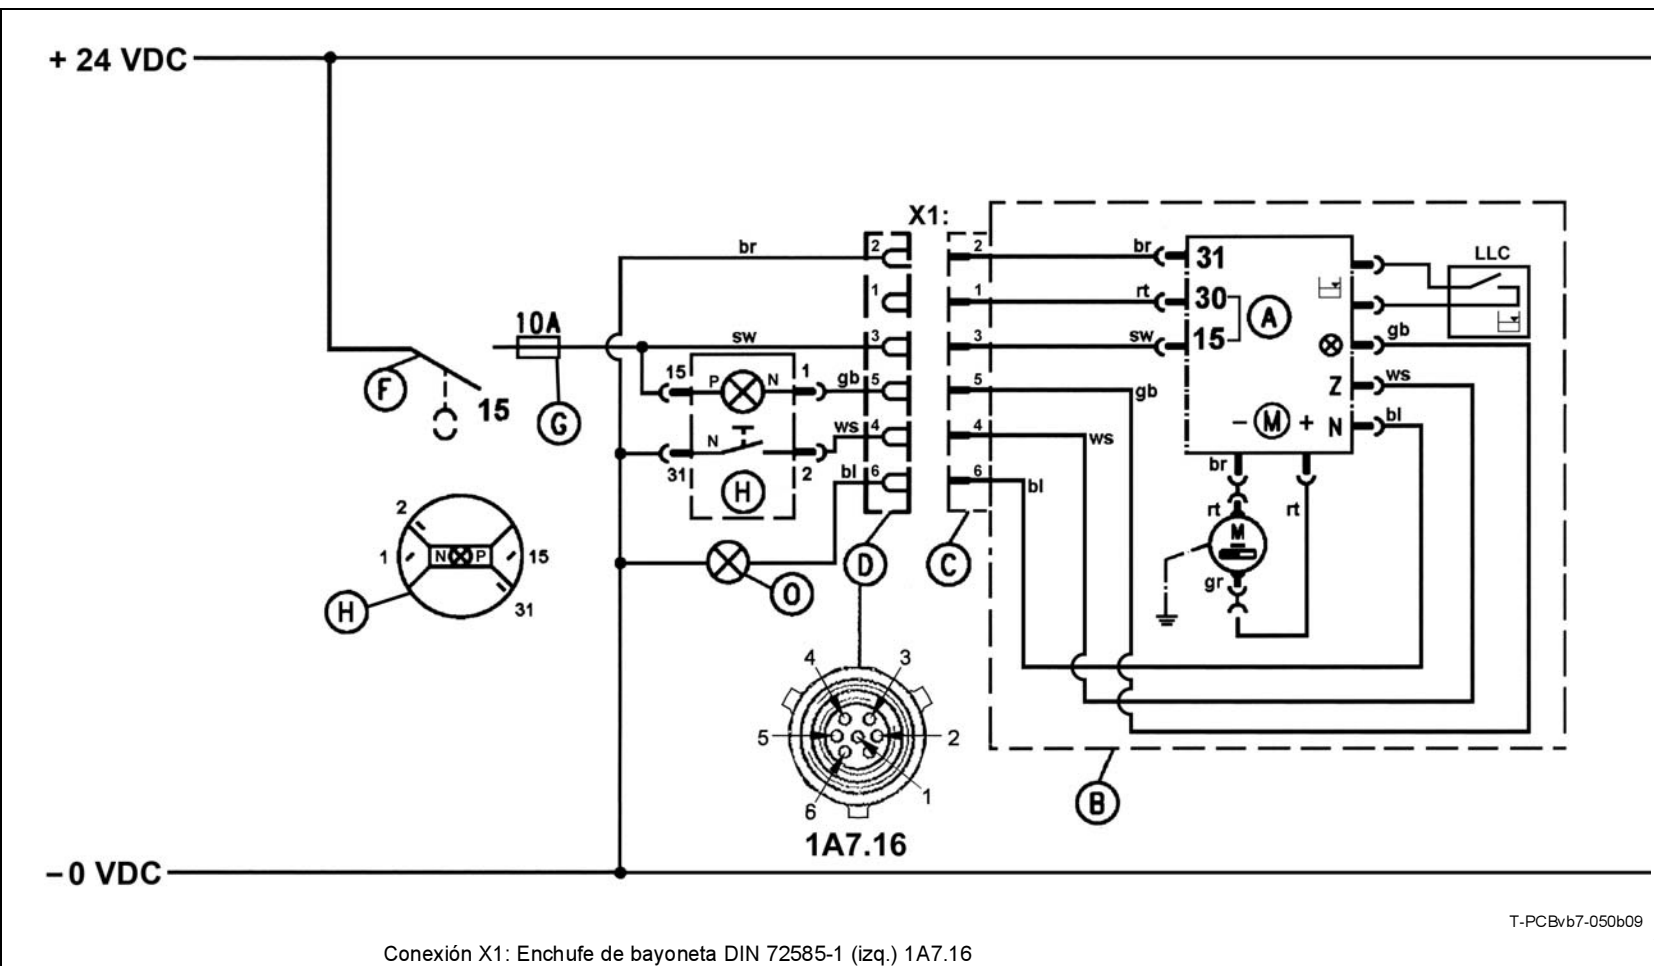 + 24 VDC
X1:
br
2
2
br
31
LLC
1
1
rt
30
A
10A
sw
3
3
sw
15
gb
15
P
N
1
gb
5
5
gb
Z
ws
F
15
G
N
ws
4
4
ws
- M +
N
bl
31
H
2
bl
6
6
bl
br
2
rt
M
rt
1
N
P
15
D
C
gr
H
31
O
4
3
5
2
6
1
B
1A7.16
– 0 VDC
T-PCBvb7-050b09
Conexión X1: Enchufe de bayoneta DIN 72585-1 (izq.) 1A7.16